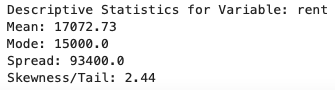 Descriptive Statistics for Variable: rent
Mean: 17072.73
Mode: 15000.0
Spread: 93400.0
Skewness/Tail: 2.44